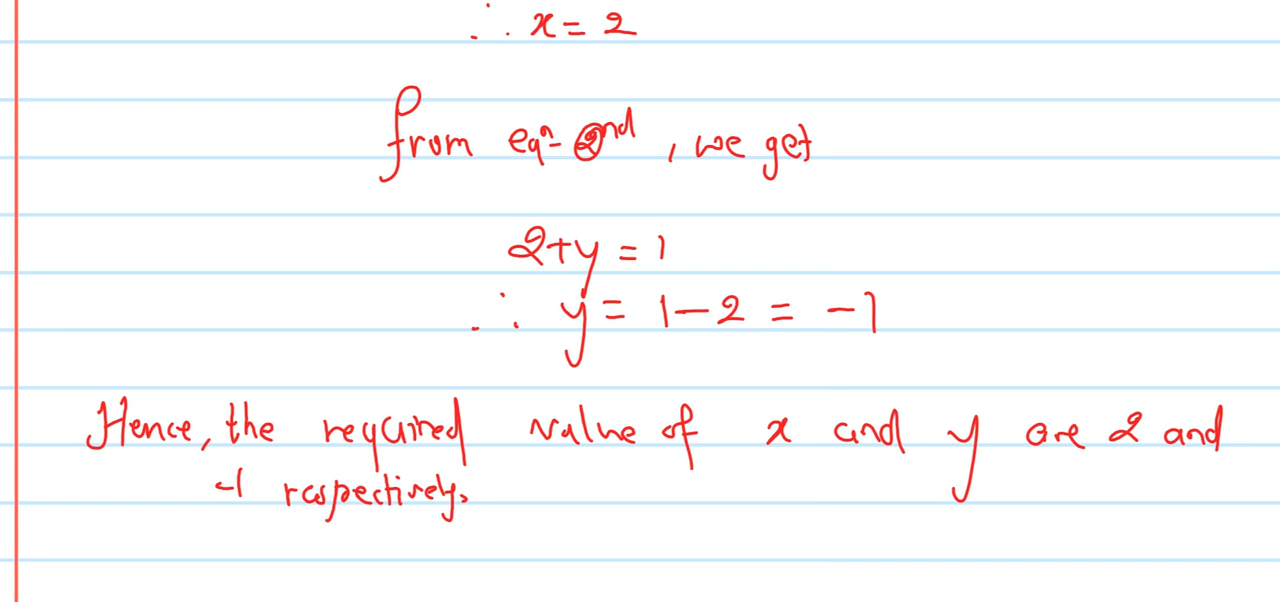 ∴ x = 2
from eqn 2nd, we get
2+y = 1
∴ y = 1-2 = -1
Hence, the required value of x and y are 2 and
-1 respectively.